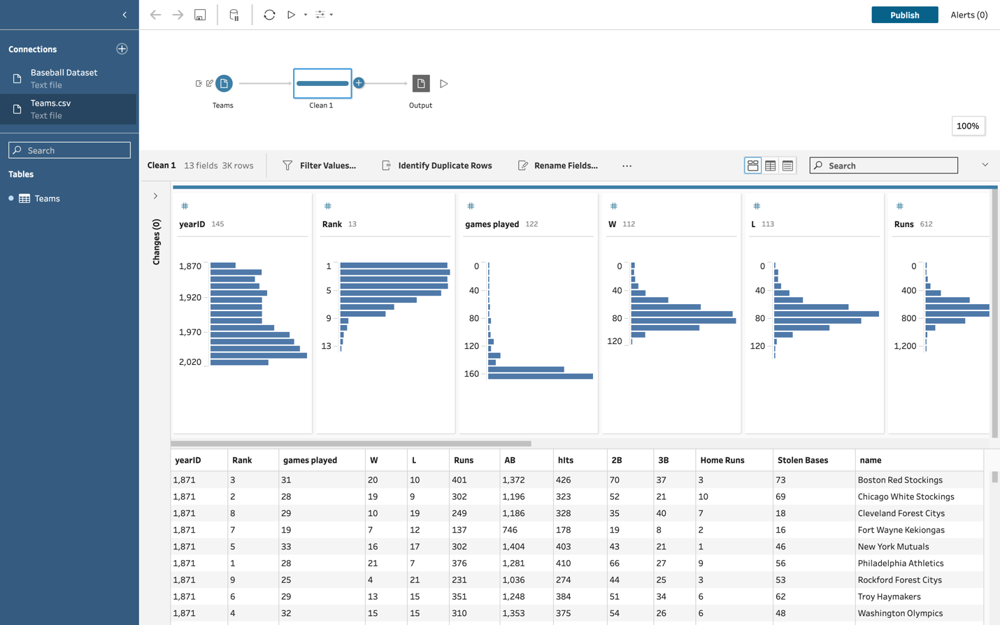 Publish
Alerts (0)
Connections
Baseball Dataset
Text file
Teams.csv
Text file
Search
Tables
Teams
Teams
Clean 1
Output
100%
Clean 1 13 fields 3K rows Filter Values... Identify Duplicate Rows Rename Fields... ... Search
Changes (0)
# # # # # #
yearID 145 Rank 13 games played 122 W 112 L 113 Runs 612
1,870
1,920
1,970
2,020
1
5
9
13
0
40
80
120
160
0
40
80
120
0
40
80
120
0
400
800
1,200
yearID Rank games played W L Runs AB hIts 2B 3B Home Runs Stolen Bases name
1,871 3 31 20 10 401 1,372 426 70 37 3 73 Boston Red Stockings
1,871 2 28 19 9 302 1,196 323 52 21 10 69 Chicago White Stockings
1,871 8 29 10 19 249 1,186 328 35 40 7 18 Cleveland Forest Citys
1,871 7 19 7 12 137 746 178 19 8 2 16 Fort Wayne Kekiongas
1,871 5 33 16 17 302 1,404 403 43 21 1 46 New York Mutuals
1,871 1 28 21 7 376 1,281 410 66 27 9 56 Philadelphia Athletics
1,871 9 25 4 21 231 1,036 274 44 25 3 53 Rockford Forest Citys
1,871 6 29 13 15 351 1,248 384 51 34 6 62 Troy Haymakers
1,871 4 32 15 15 310 1,353 375 54 26 6 48 Washington Olympics